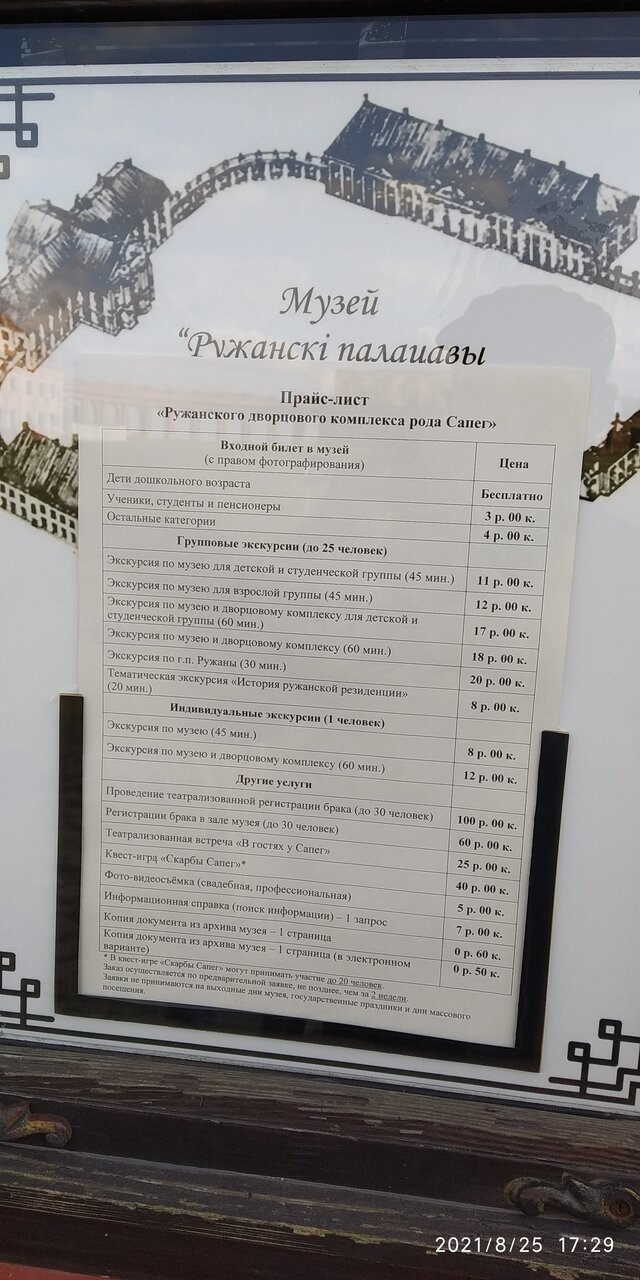 Музей
“Ружанскі палацавы
Прайс-лист
«Ружанского дворцового комплекса рода Сапег»
Входной билет в музей
(с правом фотографирования)
Цена
Дети дошкольного возраста
Бесплатно
Ученики, студенты и пенсионеры
3 р. 00 к.
Остальные категории
4 р. 00 к.
Групповые экскурсии (до 25 человек)
Экскурсия по музею для детской и студенческой группы (45 мин.)
11 р. 00 к.
Экскурсия по музею для взрослой группы (45 мин.)
12 р. 00 к.
Экскурсия по музею и дворцовому комплексу для детской и
студенческой группы (60 мин.)
17 р. 00 к.
Экскурсия по музею и дворцовому комплексу (60 мин.)
18 р. 00 к.
Экскурсия по г.п. Ружаны (30 мин.)
20 р. 00 к.
Тематическая экскурсия «История ружанской резиденции»
(20 мин.)
8 р. 00 к.
Индивидуальные экскурсии (1 человек)
Экскурсия по музею (45 мин.)
8 р. 00 к.
Экскурсия по музею и дворцовому комплексу (60 мин.)
12 р. 00 к.
Другие услуги
Проведение театрализованной регистрации брака (до 30 человек)
100 р. 00 к.
Регистрации брака в зале музея (до 30 человек)
60 р. 00 к.
Театрализованная встреча «В гостях у Сапег»
25 р. 00 к.
Квест-игра «Скарбы Сапег»*
40 р. 00 к.
Фото-видеосъёмка (свадебная, профессиональная)
5 р. 00 к.
Информационная справка (поиск информации) – 1 запрос
7 р. 00 к.
Копия документа из архива музея – 1 страница
0 р. 60 к.
Копия документа из архива музея – 1 страница (в электронном
варианте)
0 р. 50 к.
* В квест-игре «Скарбы Сапег» могут принимать участие до 20 человек.
Заказ осуществляется по предварительной заявке, не позднее, чем за 2 недели.
Заявки не принимаются на выходные дни музея, государственные праздники и дни массового
посещения.
2021/8/25 17:29